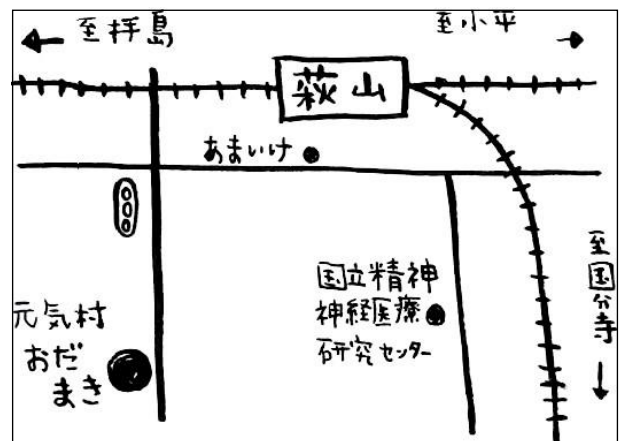 至拝島
至小平
萩山
あまいけ
国立精神
神経医療
研究センター
至国分寺
元気村
おだ
まき